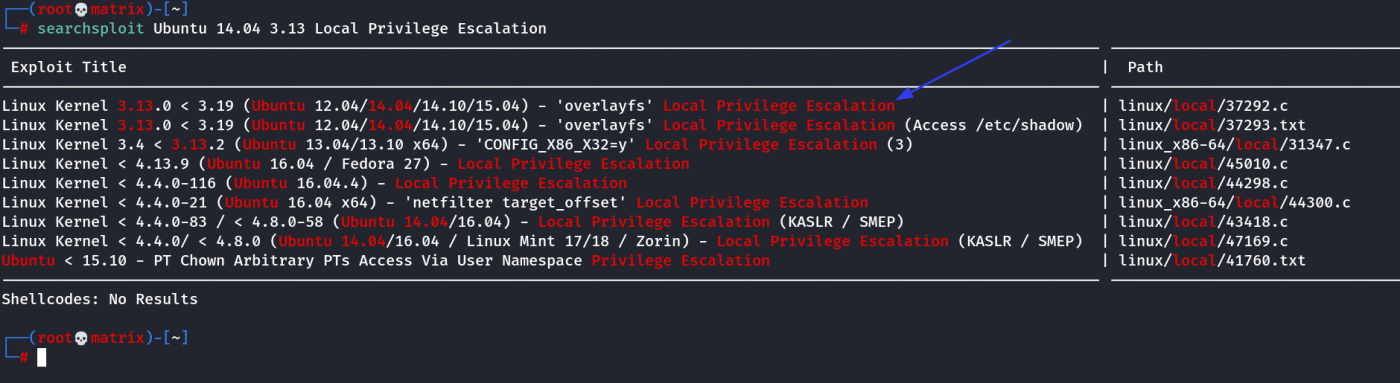 ┌──(root💀matrix)-[~]
└─# searchsploit Ubuntu 14.04 3.13 Local Privilege Escalation
Exploit Title | Path
Linux Kernel 3.13.0 < 3.19 (Ubuntu 12.04/14.04/14.10/15.04) - 'overlayfs' Local Privilege Escalation | linux/local/37292.c
Linux Kernel 3.13.0 < 3.19 (Ubuntu 12.04/14.04/14.10/15.04) - 'overlayfs' Local Privilege Escalation (Access /etc/shadow) | linux/local/37293.txt
Linux Kernel 3.4 < 3.13.2 (Ubuntu 13.04/13.10 x64) - 'CONFIG_X86_X32=y' Local Privilege Escalation (3) | linux_x86-64/local/31347.c
Linux Kernel < 4.13.9 (Ubuntu 16.04 / Fedora 27) - Local Privilege Escalation | linux/local/45010.c
Linux Kernel < 4.4.0-116 (Ubuntu 16.04.4) - Local Privilege Escalation | linux/local/44298.c
Linux Kernel < 4.4.0-21 (Ubuntu 16.04 x64) - 'netfilter target_offset' Local Privilege Escalation | linux_x86-64/local/44300.c
Linux Kernel < 4.4.0-83 / < 4.8.0-58 (Ubuntu 14.04/16.04) - Local Privilege Escalation (KASLR / SMEP) | linux/local/43418.c
Linux Kernel < 4.4.0/ < 4.8.0 (Ubuntu 14.04/16.04 / Linux Mint 17/18 / Zorin) - Local Privilege Escalation (KASLR / SMEP) | linux/local/47169.c
Ubuntu < 15.10 - PT Chown Arbitrary PTs Access Via User Namespace Privilege Escalation | linux/local/41760.txt
Shellcodes: No Results
┌──(root💀matrix)-[~]
└─#